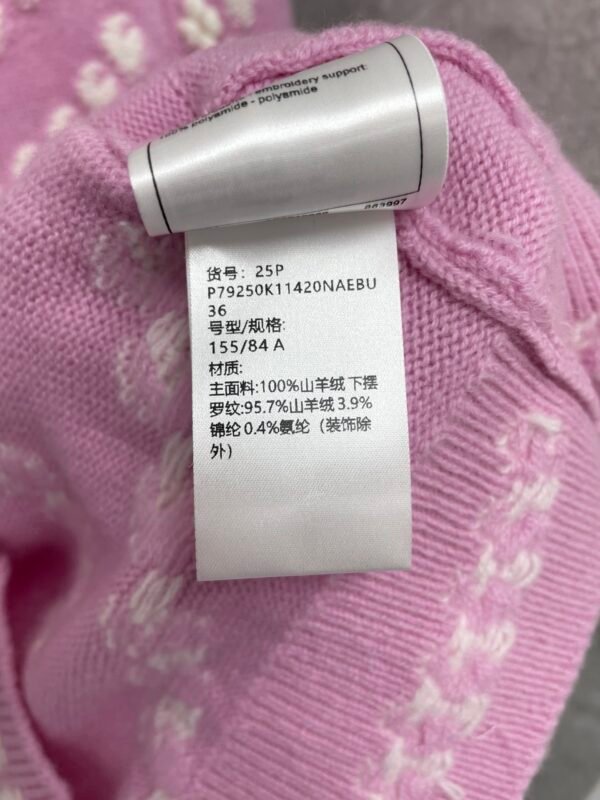 embroidery support:
100% polyamide - polyamide
货号: 25P
P79250K11420NAEBU
36
号型/规格:
155/84 A
材质:
主面料:100%山羊绒 下摆
罗纹:95.7%山羊绒 3.9%
锦纶 0.4%氨纶（装饰除
外）